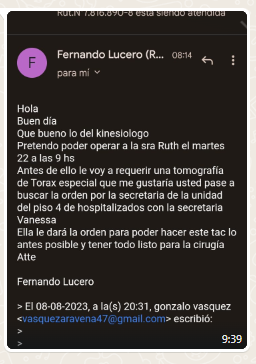 Rut.N 7.816.890-8 está siendo atendida
F
Fernando Lucero (R... 08:14
para mí
Hola
Buen día
Que bueno lo del kinesiologo
Pretendo poder operar a la sra Ruth el martes
22 a las 9 hs
Antes de ello le voy a requerir una tomografía
de Torax especial que me gustaría usted pase a
buscar la orden por la secretaria de la unidad
del piso 4 de hospitalizados con la secretaria
Vanessa
Ella le dará la orden para poder hacer este tac lo
antes posible y tener todo listo para la cirugía
Atte
Fernando Lucero
> El 08-08-2023, a la(s) 20:31, gonzalo vasquez
<vasquezaravena47@gmail.com> escribió:
>
>
9:39